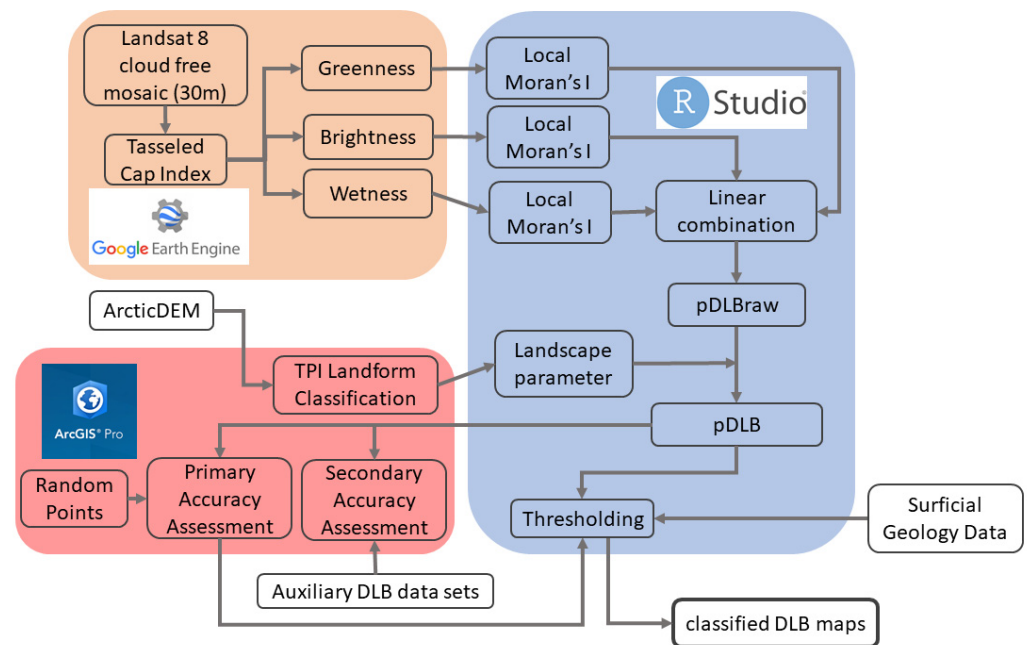 Landsat 8
cloud free
mosaic (30m)
Tasseled
Cap Index
Google Earth Engine
Greenness
Brightness
Wetness
Local
Moran's I
Local
Moran's I
Local
Moran's I
R Studio
Linear
combination
pDLBraw
ArcticDEM
Landscape
parameter
TPI Landform
Classification
ArcGIS® Pro
pDLB
Random
Points
Primary
Accuracy
Assessment
Secondary
Accuracy
Assessment
Thresholding
Surficial
Geology Data
Auxiliary DLB data sets
classified DLB maps